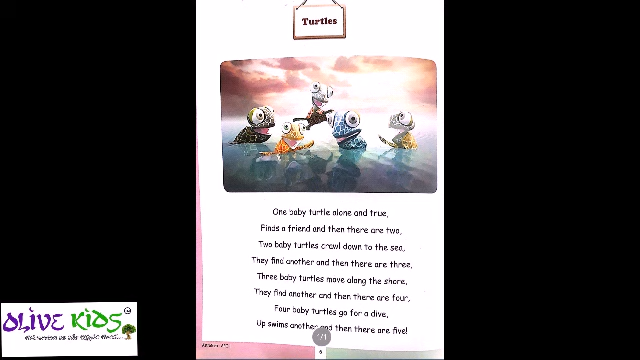 Turtles
One baby turtle alone and true,
Finds a friend and then there are two,
Two baby turtles crawl down to the sea,
They find another and then there are three,
Three baby turtles move along the shore,
They find another and then there are four,
Four baby turtles go for a dive,
Up swims another and then there are five!
1/1
6
OLIVE KIDS